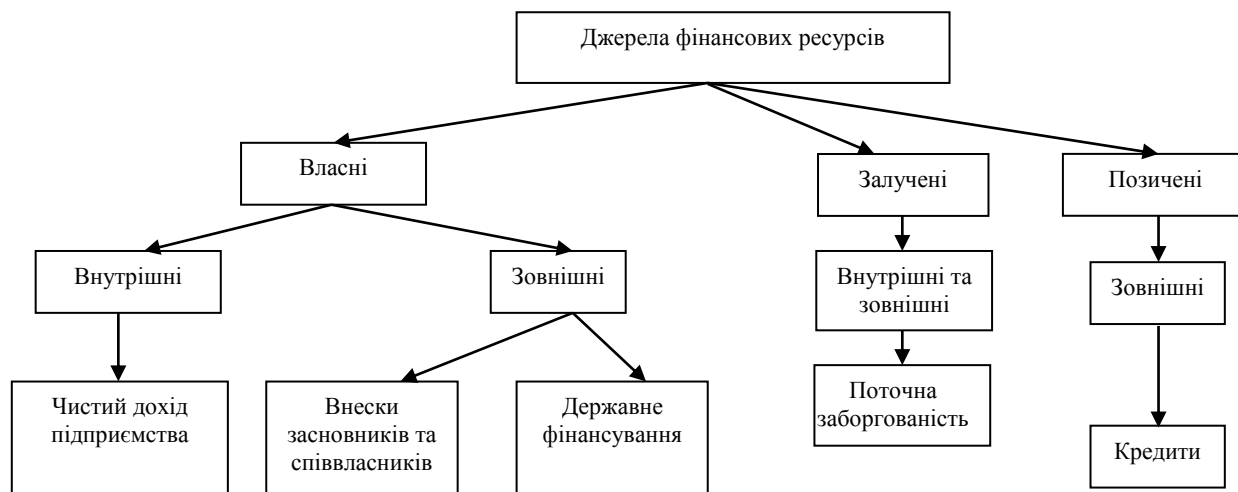 Джерела фінансових ресурсів
Власні
Залучені
Позичені
Внутрішні
Зовнішні
Внутрішні та
зовнішні
Зовнішні
Чистий дохід
підприємства
Внески
засновників та
співвласників
Державне
фінансування
Поточна
заборгованість
Кредити